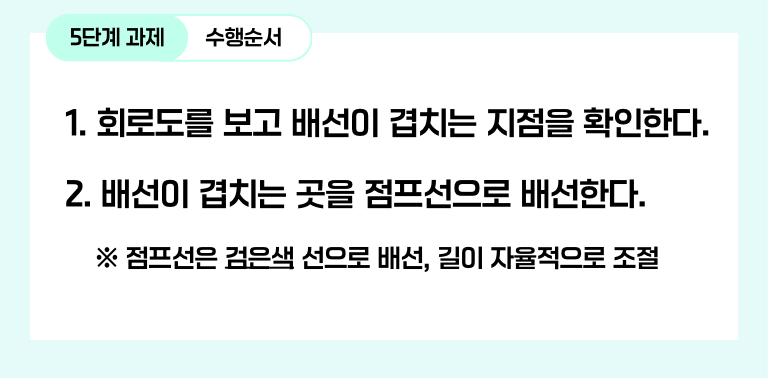 5단계 과제 수행순서
1. 회로도를 보고 배선이 겹치는 지점을 확인한다.
2. 배선이 겹치는 곳을 점프선으로 배선한다.
※ 점프선은 검은색 선으로 배선, 길이 자율적으로 조절